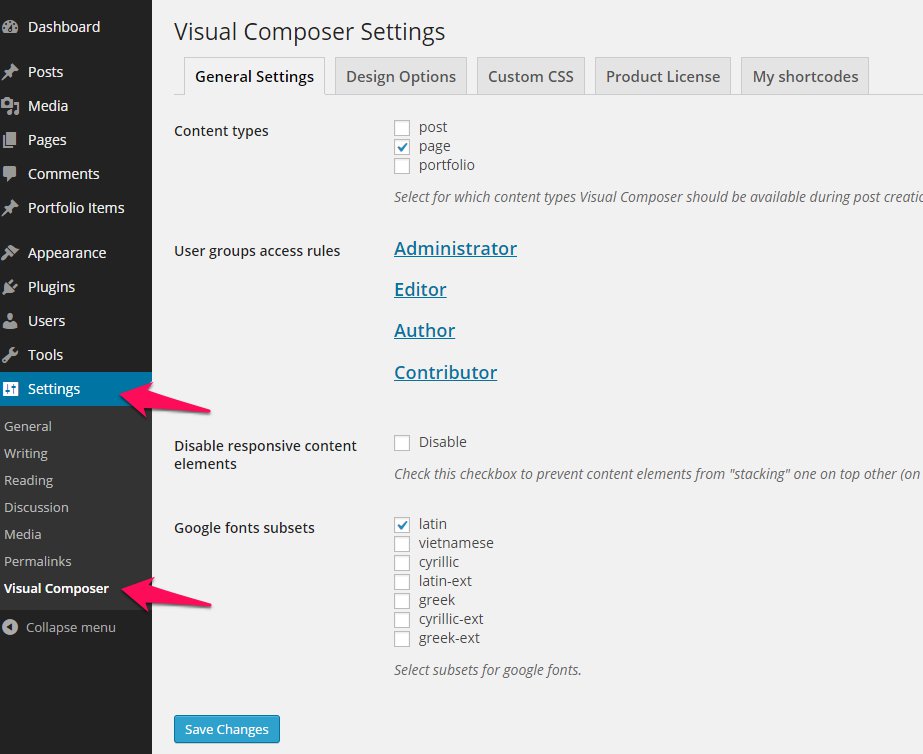 Dashboard
Posts
Media
Pages
Comments
Portfolio Items
Appearance
Plugins
Users
Tools
Settings
General
Writing
Reading
Discussion
Media
Permalinks
Visual Composer
Collapse menu
Visual Composer Settings
General Settings
Design Options
Custom CSS
Product License
My shortcodes
Content types
post
page
portfolio
Select for which content types Visual Composer should be available during post creatio
User groups access rules
Administrator
Editor
Author
Contributor
Disable responsive content
elements
Disable
Check this checkbox to prevent content elements from "stacking" one on top other (on
Google fonts subsets
latin
vietnamese
cyrillic
latin-ext
greek
cyrillic-ext
greek-ext
Select subsets for google fonts.
Save Changes